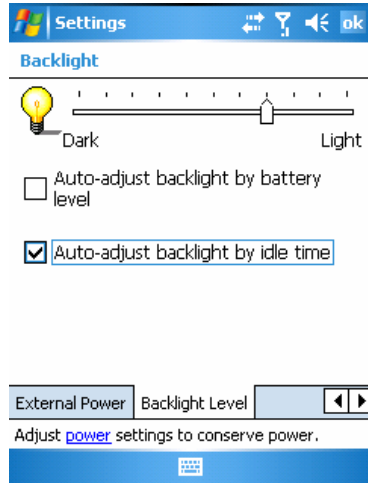 Settings
ok
Backlight
Dark
Light
Auto-adjust backlight by battery
level
Auto-adjust backlight by idle time
External Power
Backlight Level
Adjust power settings to conserve power.